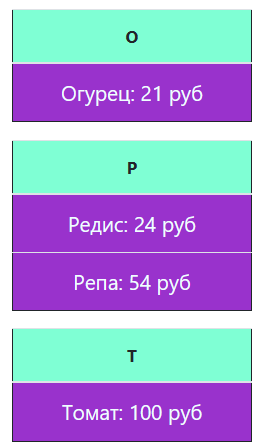 О
Огурец: 21 руб
Р
Редис: 24 руб
Репа: 54 руб
Т
Томат: 100 руб